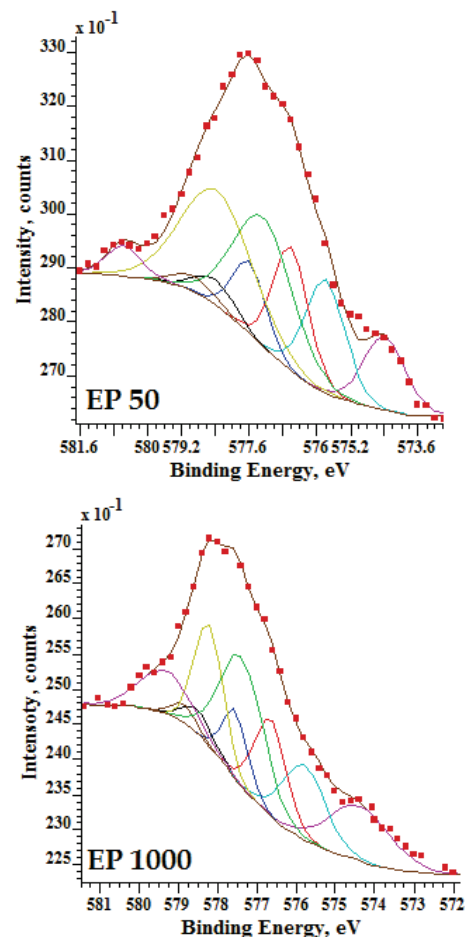 x 10⁻¹
330
320
310
300
290
280
270
Intensity, counts
EP 50
581.6 580 579.2 577.6 576 575.2 573.6
Binding Energy, eV
x 10⁻¹
270
265
260
255
250
245
235
230
225
Intensoty, counts
EP 1000
581 580 579 578 577 576 575 574 573 572
Binding Energy, eV